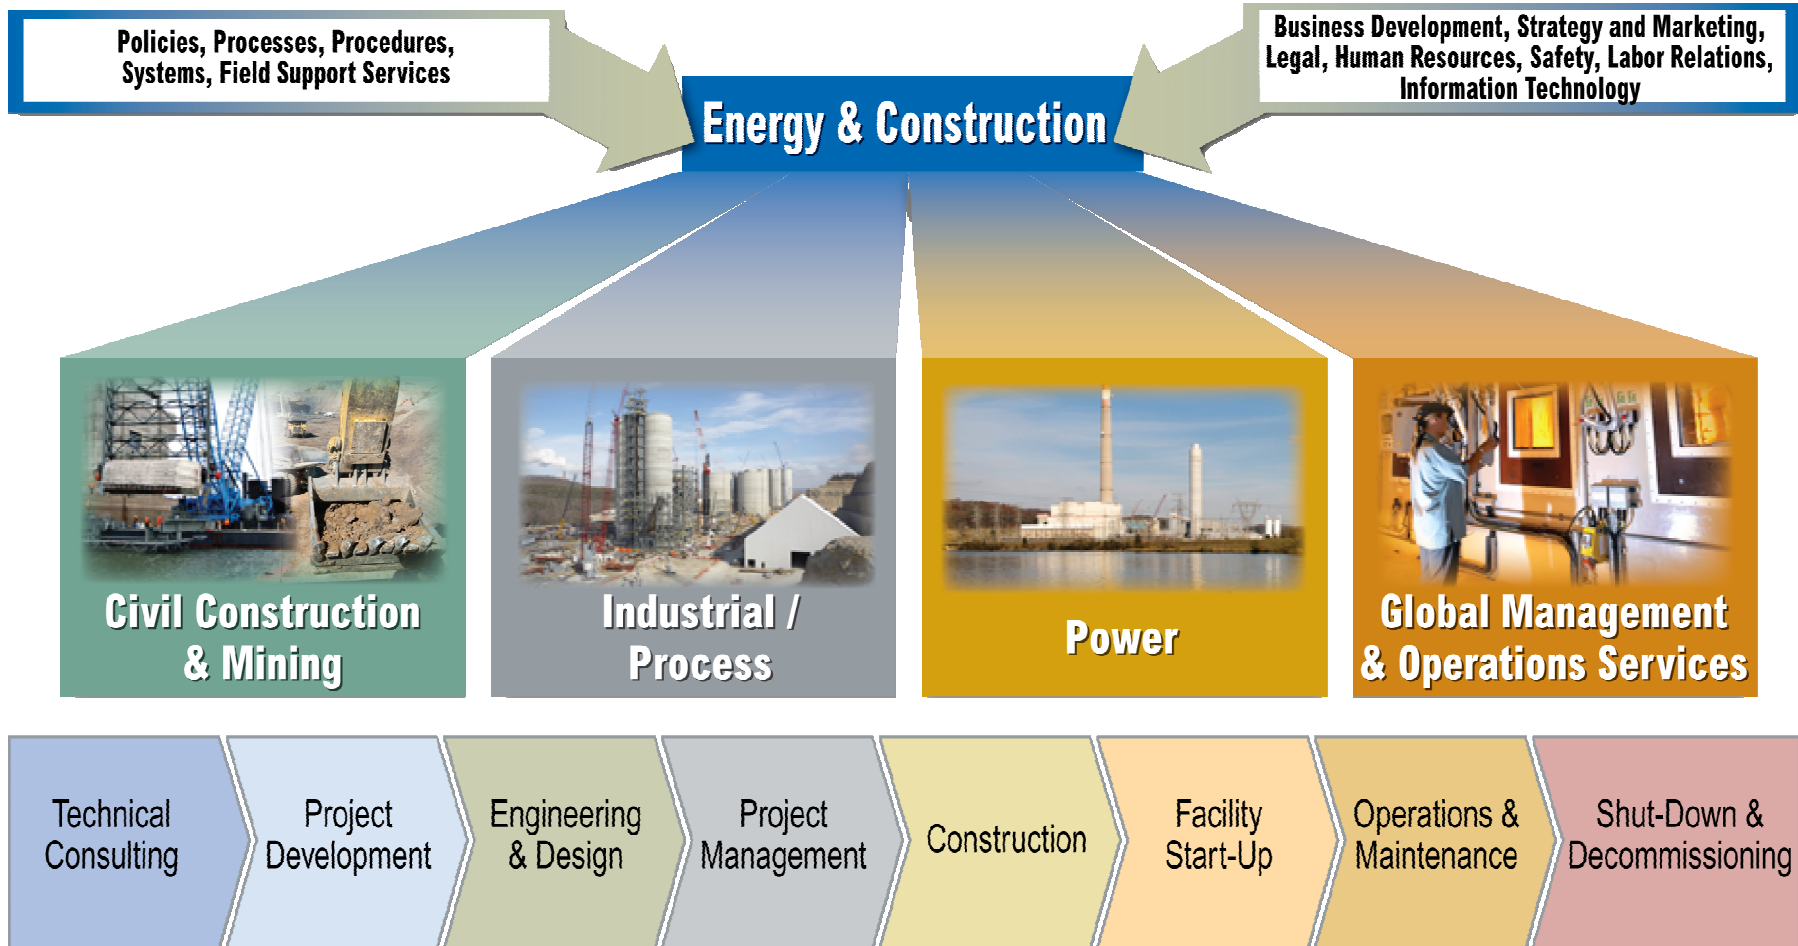 Policies, Processes, Procedures,
Systems, Field Support Services
Business Development, Strategy and Marketing,
Legal, Human Resources, Safety, Labor Relations,
Information Technology
Energy & Construction
Civil Construction
& Mining
Industrial /
Process
Power
Global Management
& Operations Services
Technical
Consulting
Project
Development
Engineering
& Design
Project
Management
Construction
Facility
Start-Up
Operations &
Maintenance
Shut-Down &
Decommissioning